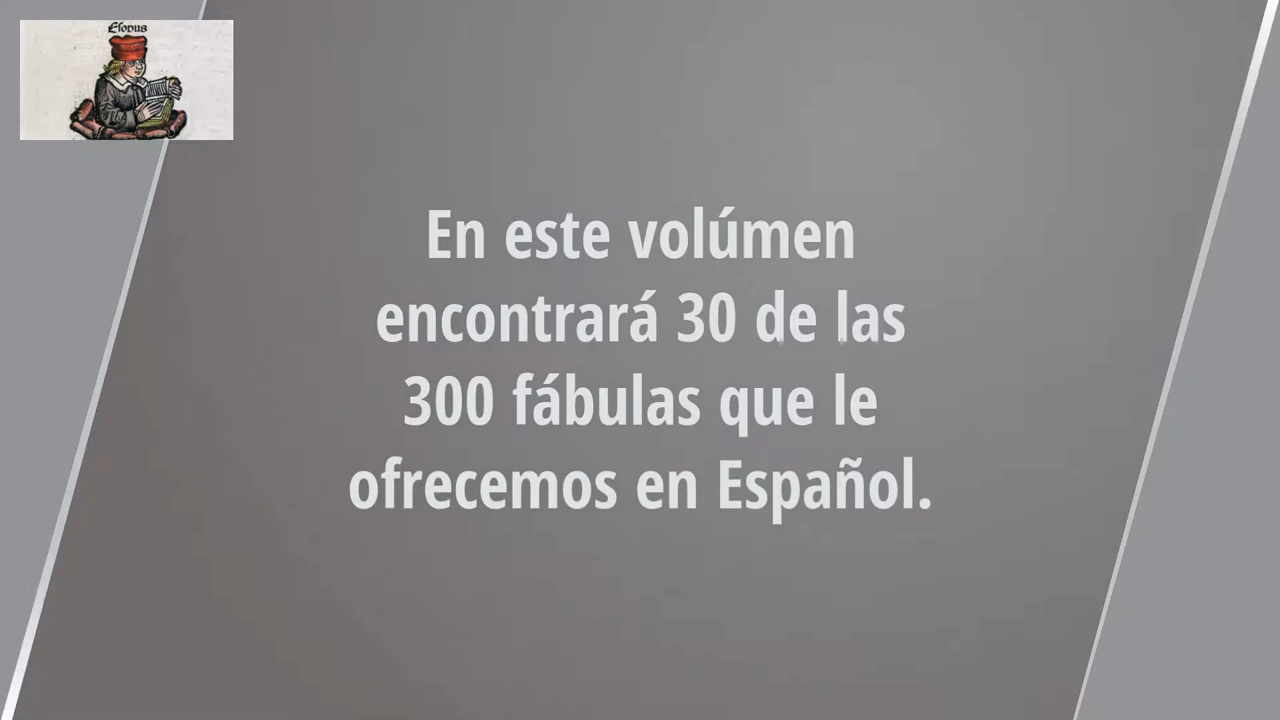 Esopus
En este volúmen
encontrará 30 de las
300 fábulas que le
ofrecemos en Español.